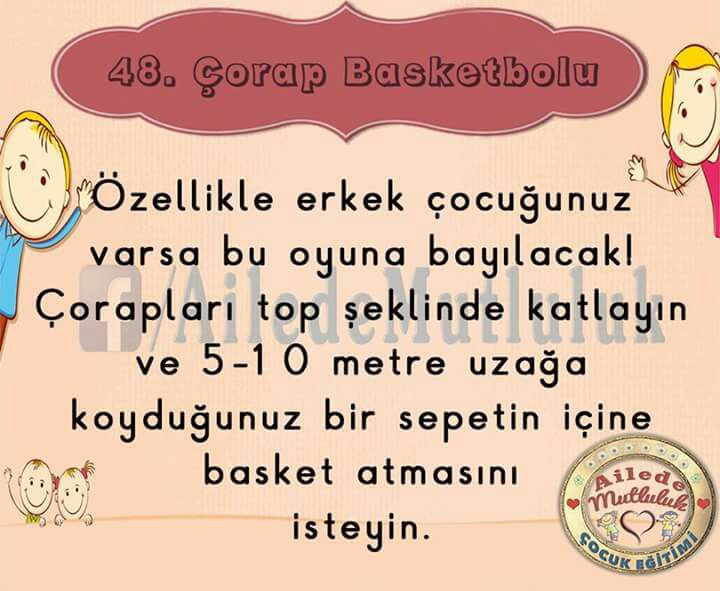 48. Çorap Basketbolu
Özellikle erkek çocuğunuz
varsa bu oyuna bayılacak!
f/AiledeMutluluk
Çorapları top şeklinde katlayın
ve 5-10 metre uzağa
koyduğunuz bir sepetin içine
basket atmasını
isteyin.
Ailede
Mutluluk
ÇOCUK EĞİTİMİ